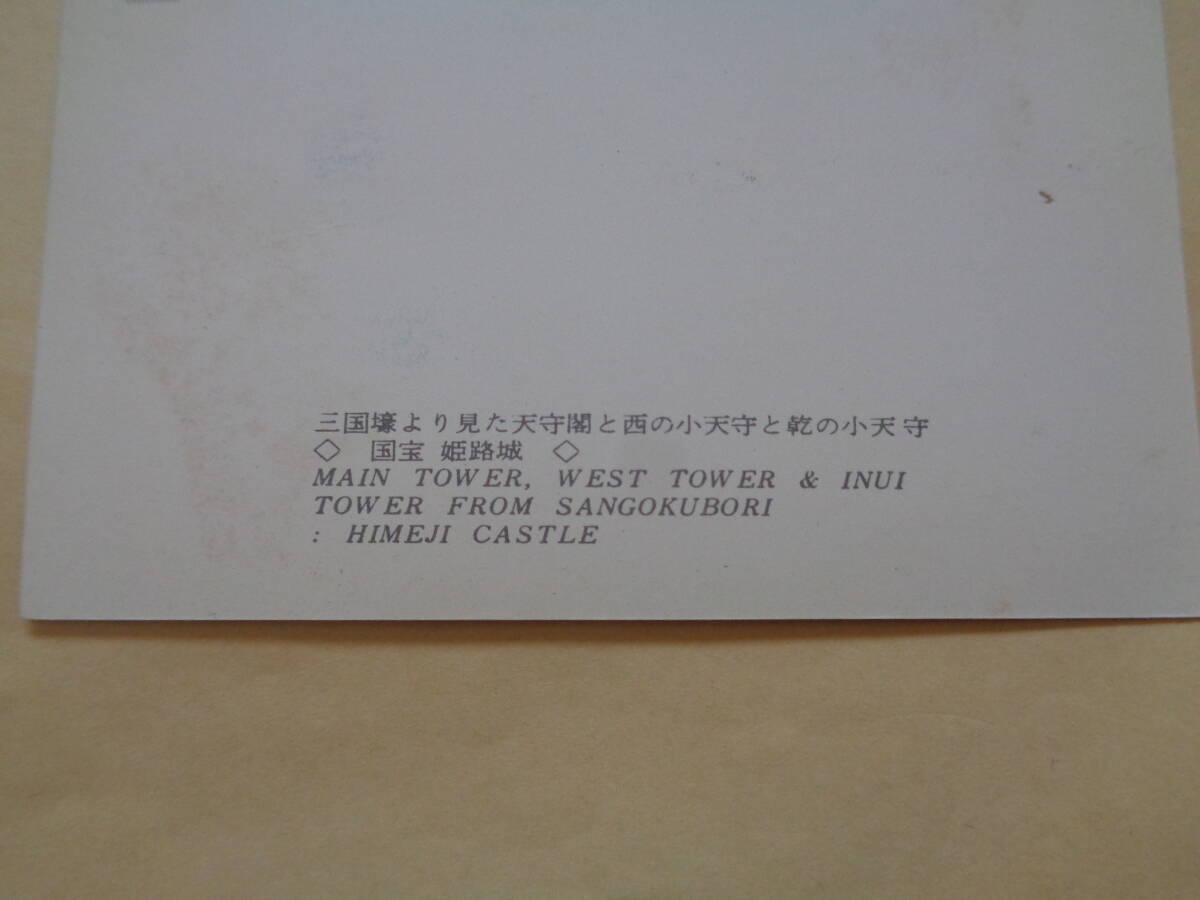 三国壕より見た天守閣と西の小天守と乾の小天守
◇ 国宝 姫路城 ◇
MAIN TOWER, WEST TOWER & INUI
TOWER FROM SANGOKUBORI
: HIMEJI CASTLE